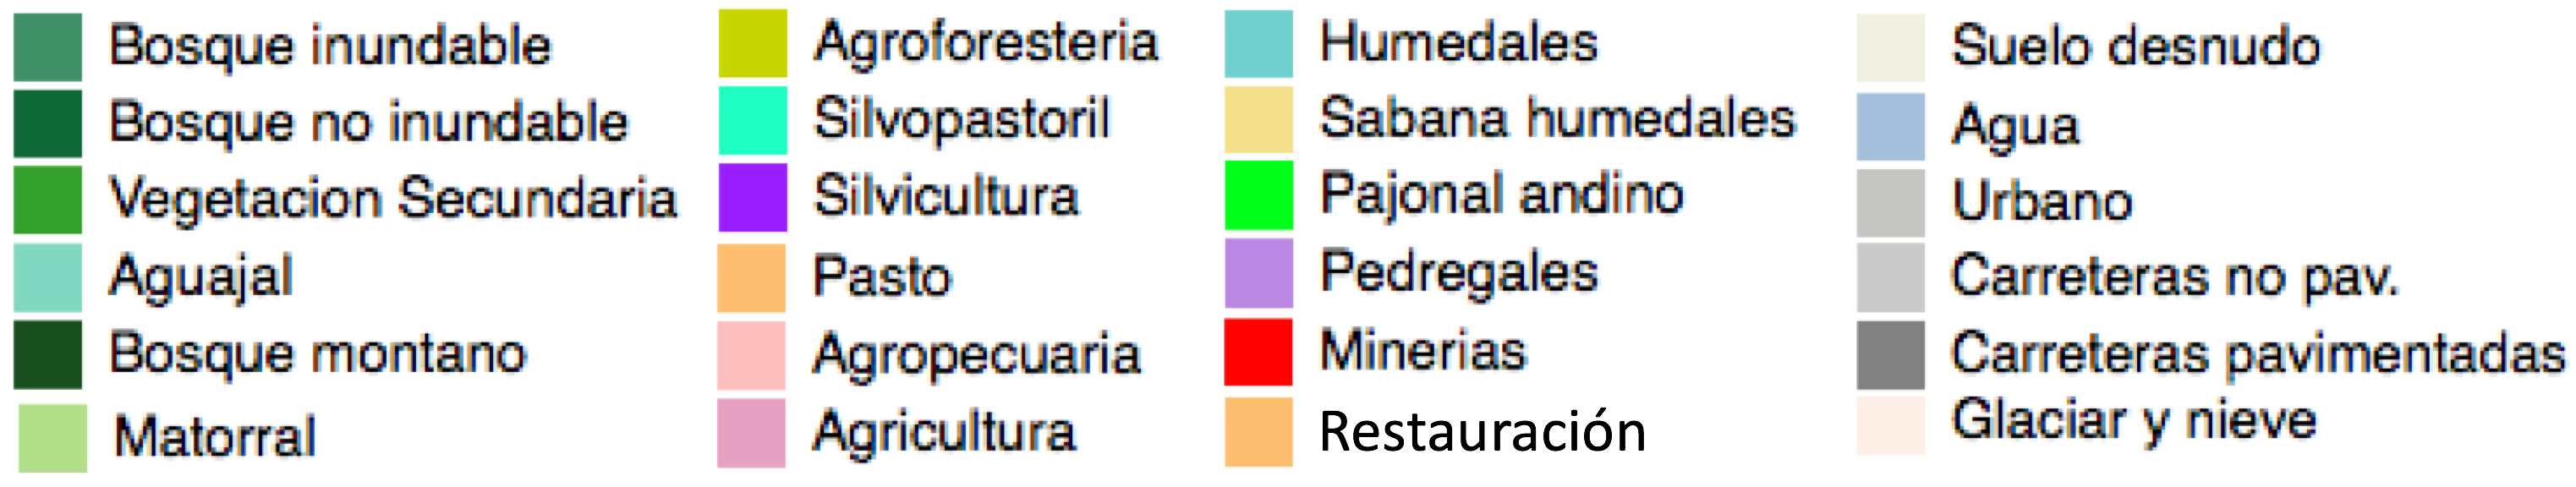 Bosque inundable
Bosque no inundable
Vegetacion Secundaria
Aguajal
Bosque montano
Matorral
Agroforesteria
Silvopastoril
Silvicultura
Pasto
Agropecuaria
Agricultura
Humedales
Sabana humedales
Pajonal andino
Pedregales
Minerias
Restauración
Suelo desnudo
Agua
Urbano
Carreteras no pav.
Carreteras pavimentadas
Glaciar y nieve